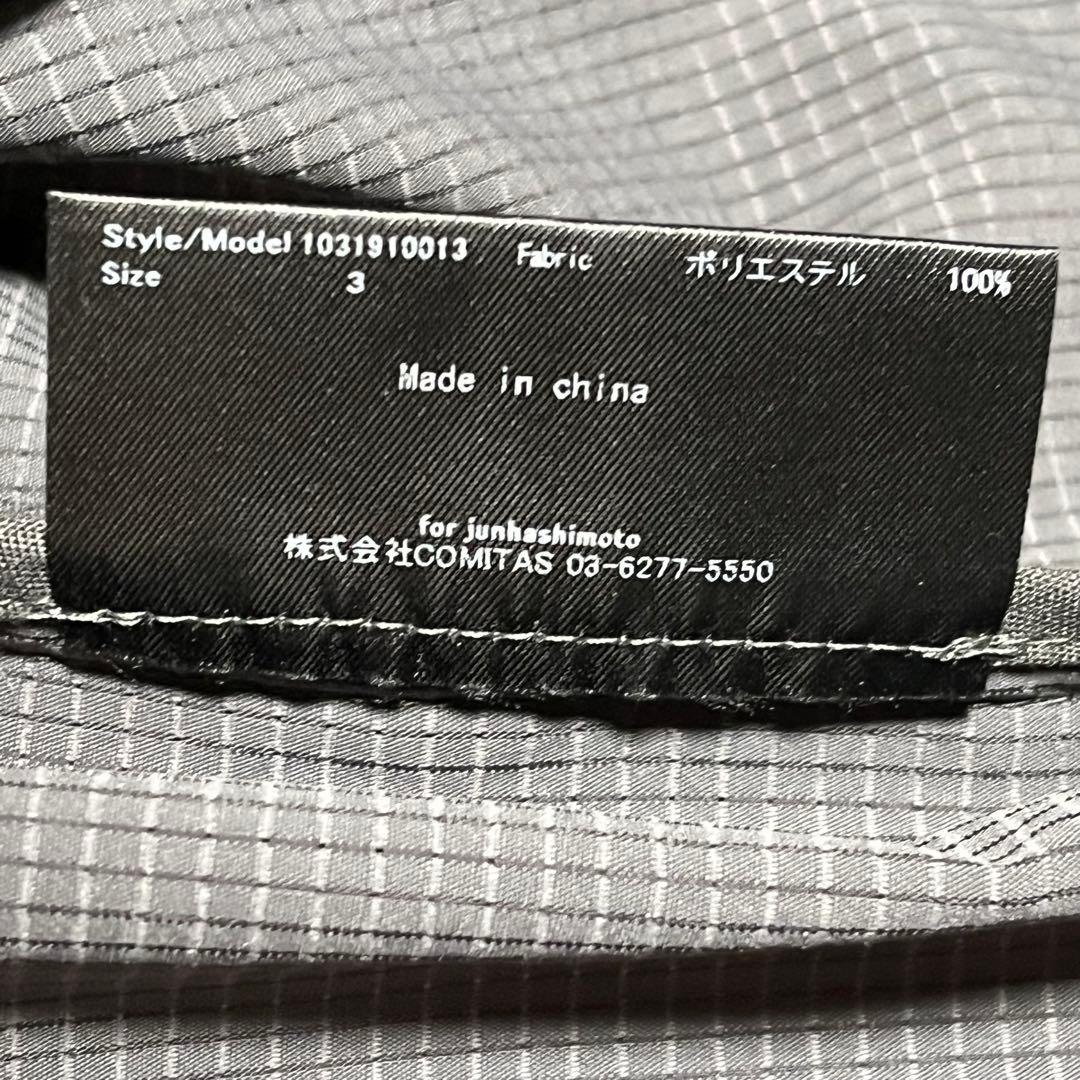 Style/Model 1031910013 Fabric ポリエステル 100%
Size 3
Made in china
for junhashimoto
株式会社COMITAS 03-6277-5550